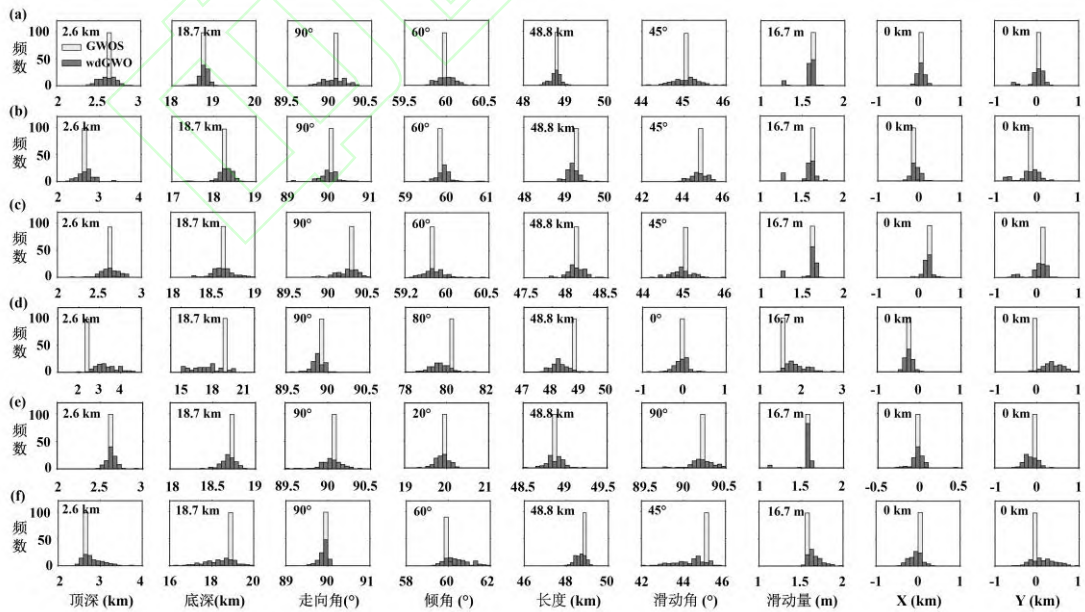 (a) 2.6 km 18.7 km 90° 60° 48.8 km 45° 16.7 m 0 km 0 km
频数 100 50 0 GWOS wdGWO
2 2.5 3 4 18 19 20 89.5 90 90.5 59.5 60 60.5 48 49 50 44 45 46 1 1.5 2 -1 0 1 -1 0 1
(b) 2.6 km 18.7 km 90° 60° 48.8 km 45° 16.7 m 0 km 0 km
频数 100 50 0
2 3 4 17 18 19 20 89 90 91 59 60 61 48 49 50 42 44 46 1 1.5 2 -1 0 1 -1 0 1
(c) 2.6 km 18.7 km 90° 60° 48.8 km 45° 16.7 m 0 km 0 km
频数 100 50 0
2 2.5 3 18 18.5 19 89.5 90 90.5 59.2 60 60.5 47.5 48 48.5 44 45 46 1 1.5 2 -1 0 1 -1 0 1
(d) 2.6 km 18.7 km 90° 80° 48.8 km 0° 16.7 m 0 km 0 km
频数 100 50 0
2 3 4 15 18 21 89.5 90 90.5 78 80 82 47 48 49 50 -1 0 1 1 2 3 -1 0 1 -1 0 1
(e) 2.6 km 18.7 km 90° 20° 48.8 km 90° 16.7 m 0 km 0 km
频数 100 50 0
2 2.5 3 18 18.5 19 89.5 90 90.5 19 20 21 48.5 49 49.5 89.5 90 90.5 1 1.5 2 -0.5 0 0.5 -1 0 1
(f) 2.6 km 18.7 km 90° 60° 48.8 km 45° 16.7 m 0 km 0 km
频数 100 50 0
2 3 4 16 18 20 89 90 91 58 60 62 46 48 50 42 44 46 1 1.5 2 -1 0 1 -1 0 1
顶深 (km) 底深(km) 走向角(°) 倾角 (°) 长度 (km) 滑动角 (°) 滑动量 (m) X (km) Y (km)